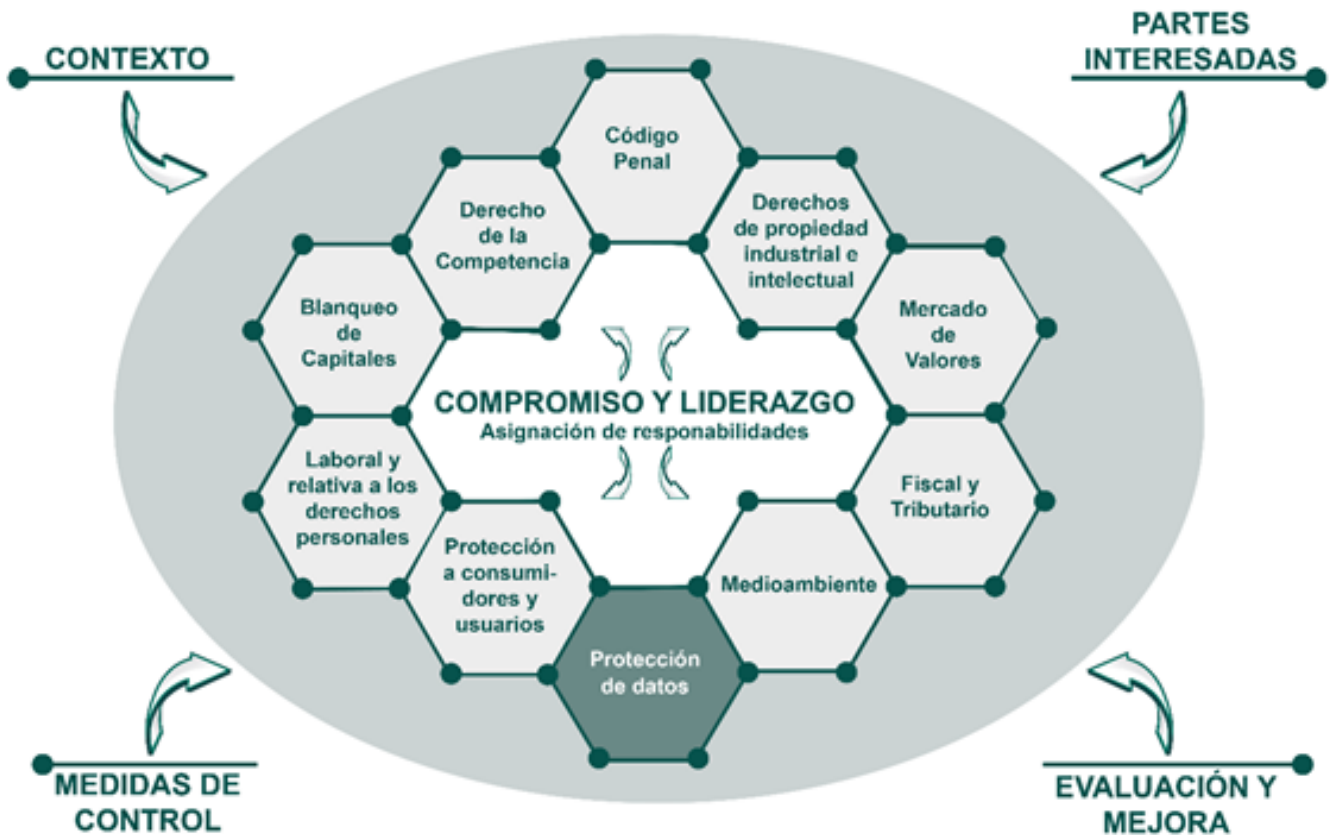 CONTEXTO
PARTES
INTERESADAS
Código
Penal
Derecho
de la
Competencia
Derechos
de propiedad
industrial e
intelectual
Blanqueo
de
Capitales
Mercado
de
Valores
COMPROMISO Y LIDERAZGO
Asignación de responabilidades
Laboral y
relativa a los
derechos
personales
Fiscal y
Tributario
Protección
a consumi-
dores y
usuarios
Medioambiente
Protección
de datos
MEDIDAS DE
CONTROL
EVALUACIÓN Y
MEJORA